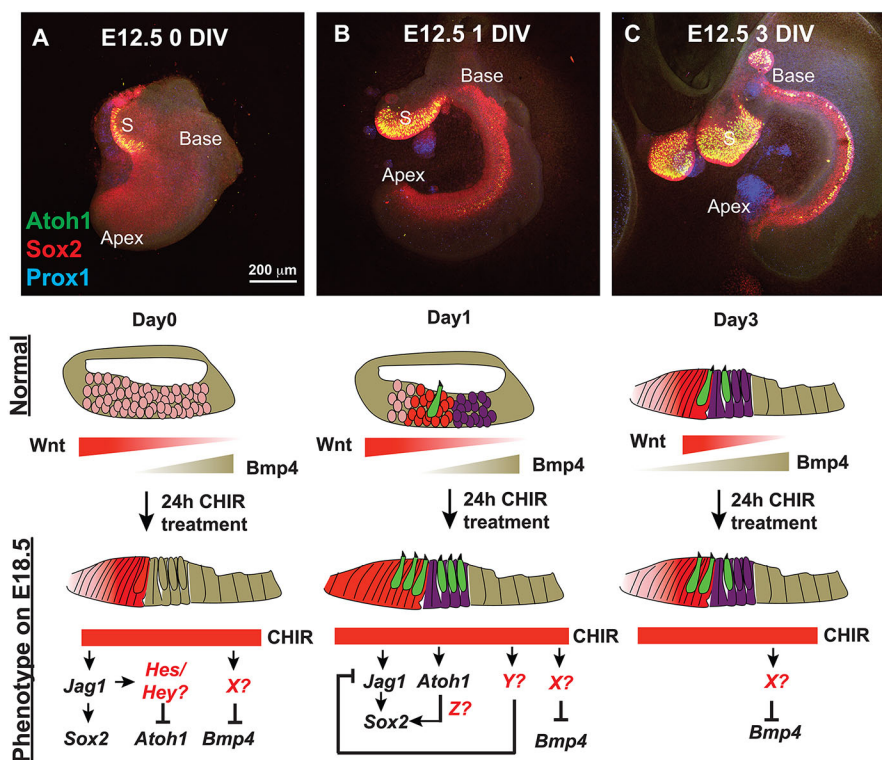 A
E12.5 0 DIV
S
Base
Apex
Atoh1
Sox2
Prox1
200 μm
B
E12.5 1 DIV
Base
S
Apex
C
E12.5 3 DIV
Base
S
Apex
Normal
Day0
Day1
Day3
Wnt
Bmp4
Wnt
Bmp4
Wnt
Bmp4
24h CHIR
treatment
24h CHIR
treatment
24h CHIR
treatment
Phenotype on E18.5
CHIR
Jag1
Hes/
Hey?
X?
Sox2
Atoh1
Bmp4
CHIR
Jag1
Atoh1
Y?
X?
Z?
Sox2
Bmp4
CHIR
X?
Bmp4